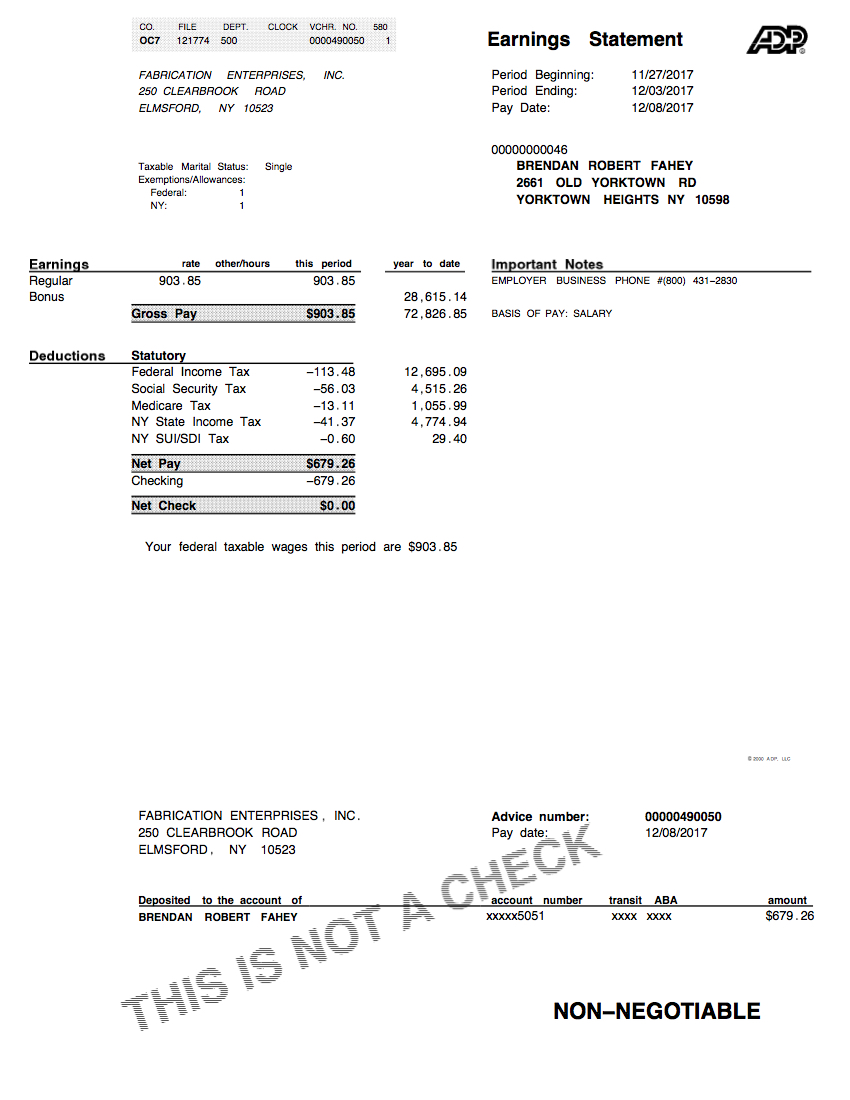 CO. FILE DEPT. CLOCK VCHR. NO. 580
OC7 121774 500 0000490050 1
Earnings Statement
ADP®
FABRICATION ENTERPRISES, INC.
250 CLEARBROOK ROAD
ELMSFORD, NY 10523
Period Beginning: 11/27/2017
Period Ending: 12/03/2017
Pay Date: 12/08/2017
Taxable Marital Status: Single
Exemptions/Allowances:
Federal: 1
NY: 1
00000000046
BRENDAN ROBERT FAHEY
2661 OLD YORKTOWN RD
YORKTOWN HEIGHTS NY 10598
Earnings rate other/hours this period year to date
Regular 903.85 903.85
Bonus 28,615.14
Gross Pay $903.85 72,826.85
Important Notes
EMPLOYER BUSINESS PHONE #(800) 431-2830
BASIS OF PAY: SALARY
Deductions Statutory
Federal Income Tax -113.48 12,695.09
Social Security Tax -56.03 4,515.26
Medicare Tax -13.11 1,055.99
NY State Income Tax -41.37 4,774.94
NY SUI/SDI Tax -0.60 29.40
Net Pay $679.26
Checking -679.26
Net Check $0.00
Your federal taxable wages this period are $903.85
© 2000 ADP, LLC
FABRICATION ENTERPRISES, INC.
250 CLEARBROOK ROAD
ELMSFORD, NY 10523
Advice number: 00000490050
Pay date: 12/08/2017
THIS IS NOT A CHECK
Deposited to the account of account number transit ABA amount
BRENDAN ROBERT FAHEY xxxxx5051 xxxx xxxx $679.26
NON-NEGOTIABLE